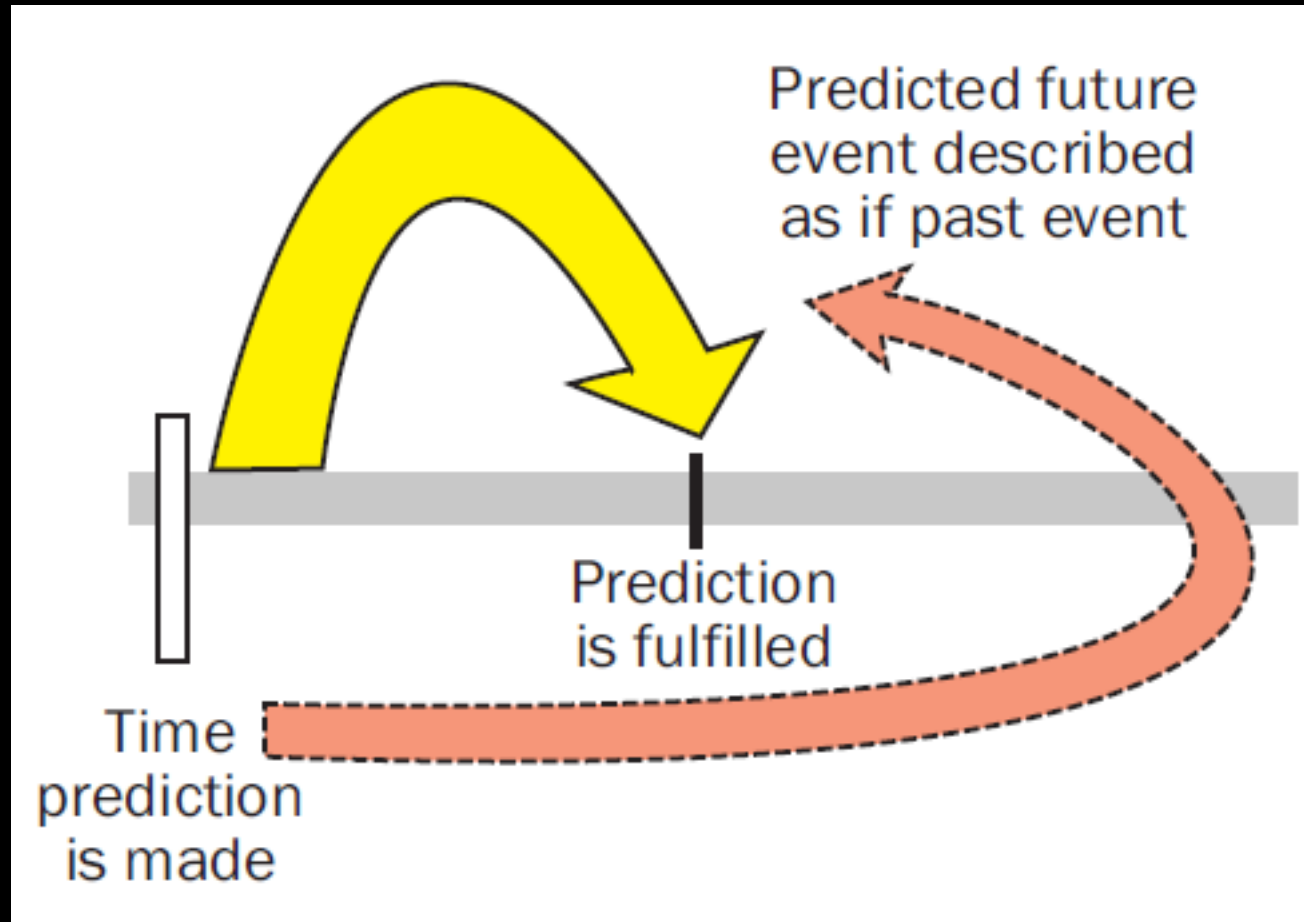 Predicted future
event described
as if past event
Prediction
is fulfilled
Time
prediction
is made